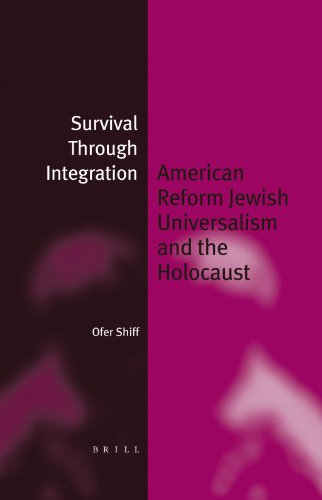 Survival
Through
Integration
American
Reform Jewish
Universalism
and the
Holocaust
Ofer Shiff
BRILL